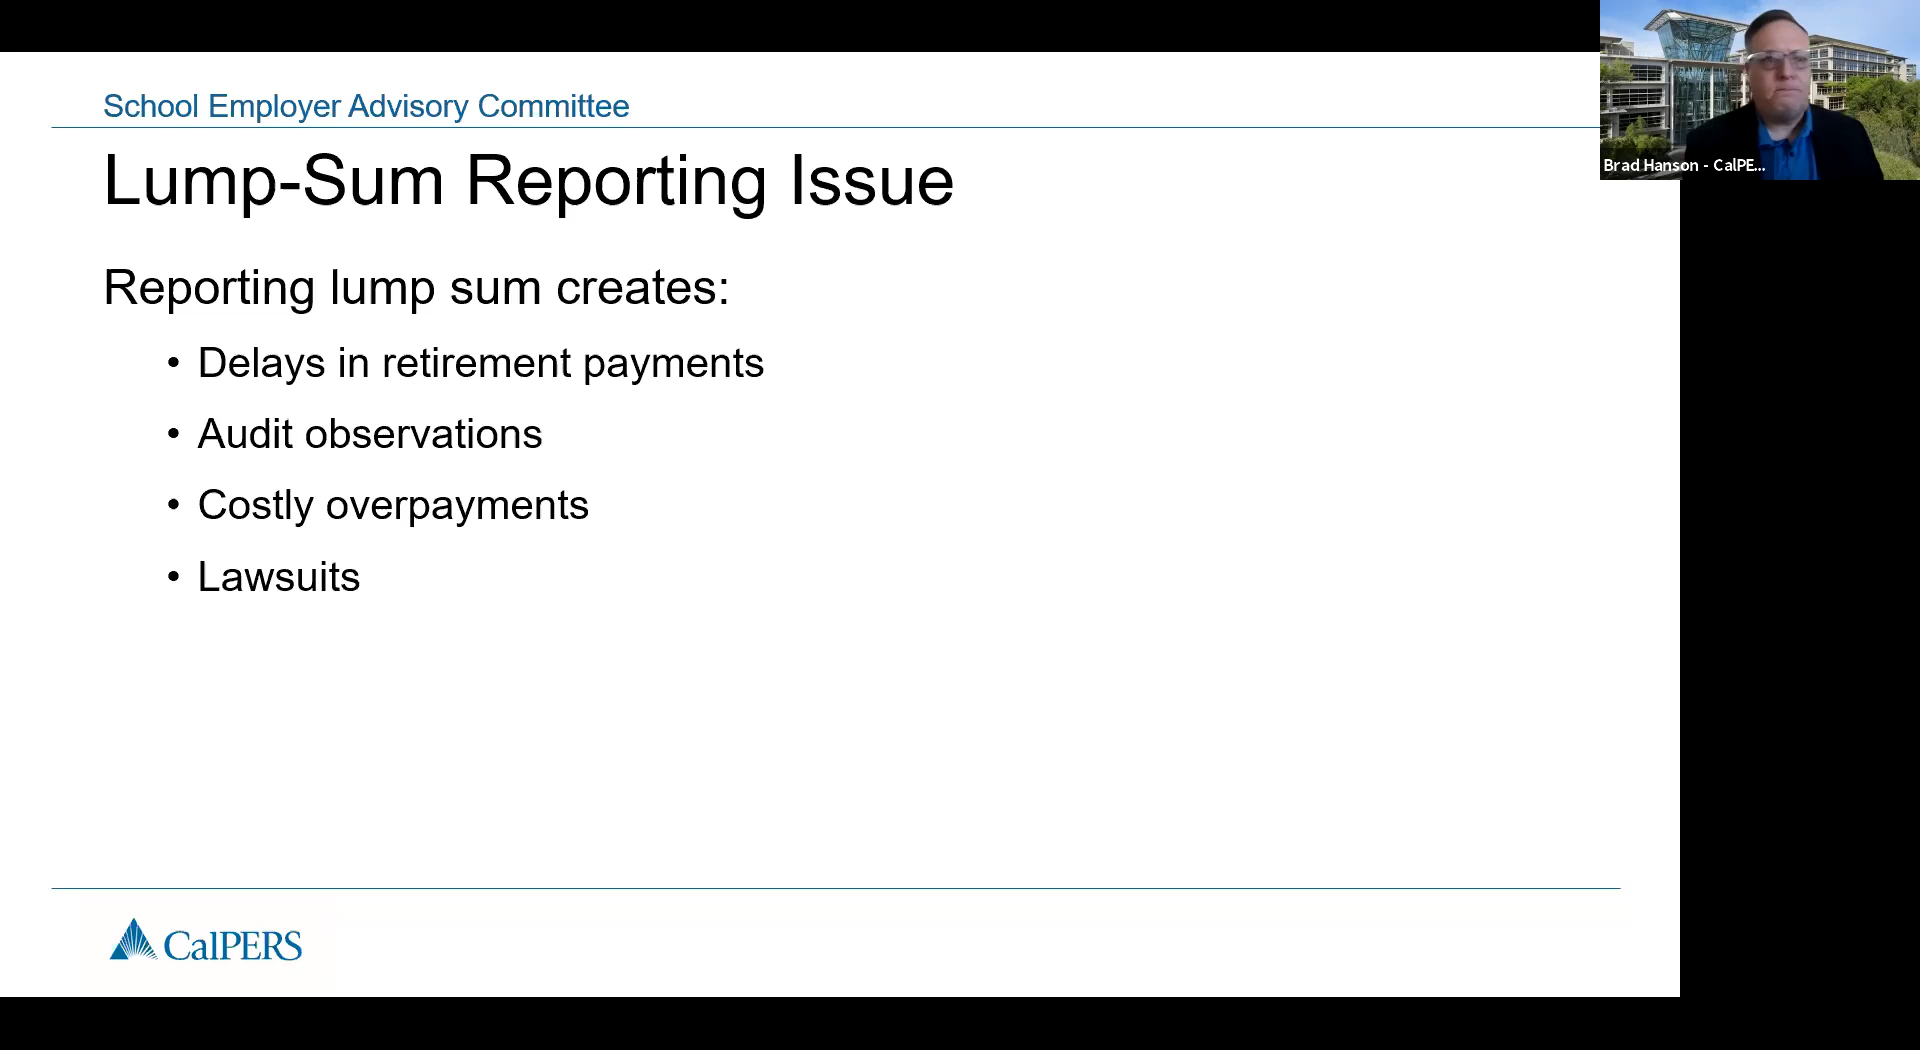 School Employer Advisory Committee
Lump-Sum Reporting Issue
Reporting lump sum creates:
• Delays in retirement payments
• Audit observations
• Costly overpayments
• Lawsuits
CalPERS
Brad Hanson - CalPE...